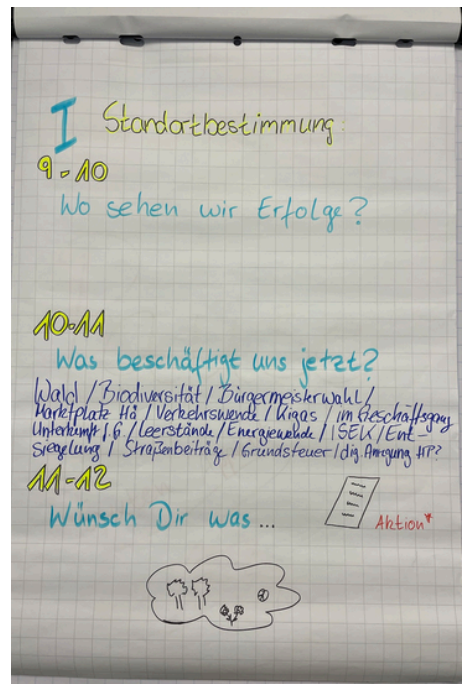 I Standortbestimmung:
9-10
Wo sehen wir Erfolge?
10-11
Was beschäftigt uns jetzt?
Wald / Biodiversität / Bürgermeisterwahl /
Marktplatz Hö / Verkehrswende / Kigas / im Geschäftsgang
Unterkunft / / Leerstände / Energiewende / ISEK / Ent-
siegelung / Straßenbeiträge / Grundsteuer / dig. Anregung HP?
11-12
Wünsch Dir was ...
Aktion*